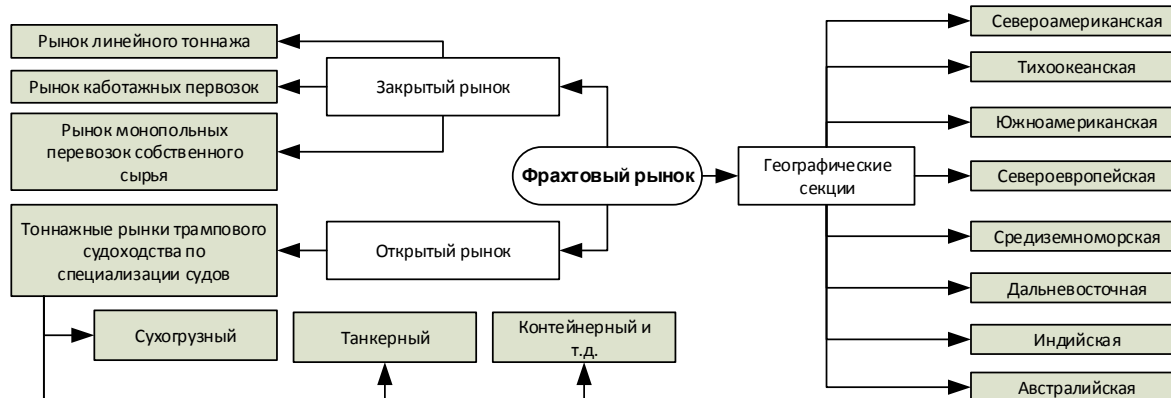 Рынок линейного тоннажа
Рынок каботажных первозок
Рынок монопольных
перевозок собственного
сырья
Тоннажные рынки трампового
судоходства по
специализации судов
Закрытый рынок
Открытый рынок
Фрахтовый рынок
Географические
секции
Сухогрузный
Танкерный
Контейнерный и
т.д.
Североамериканская
Тихоокеанская
Южноамериканская
Североевропейская
Средиземноморская
Дальневосточная
Индийская
Австралийская